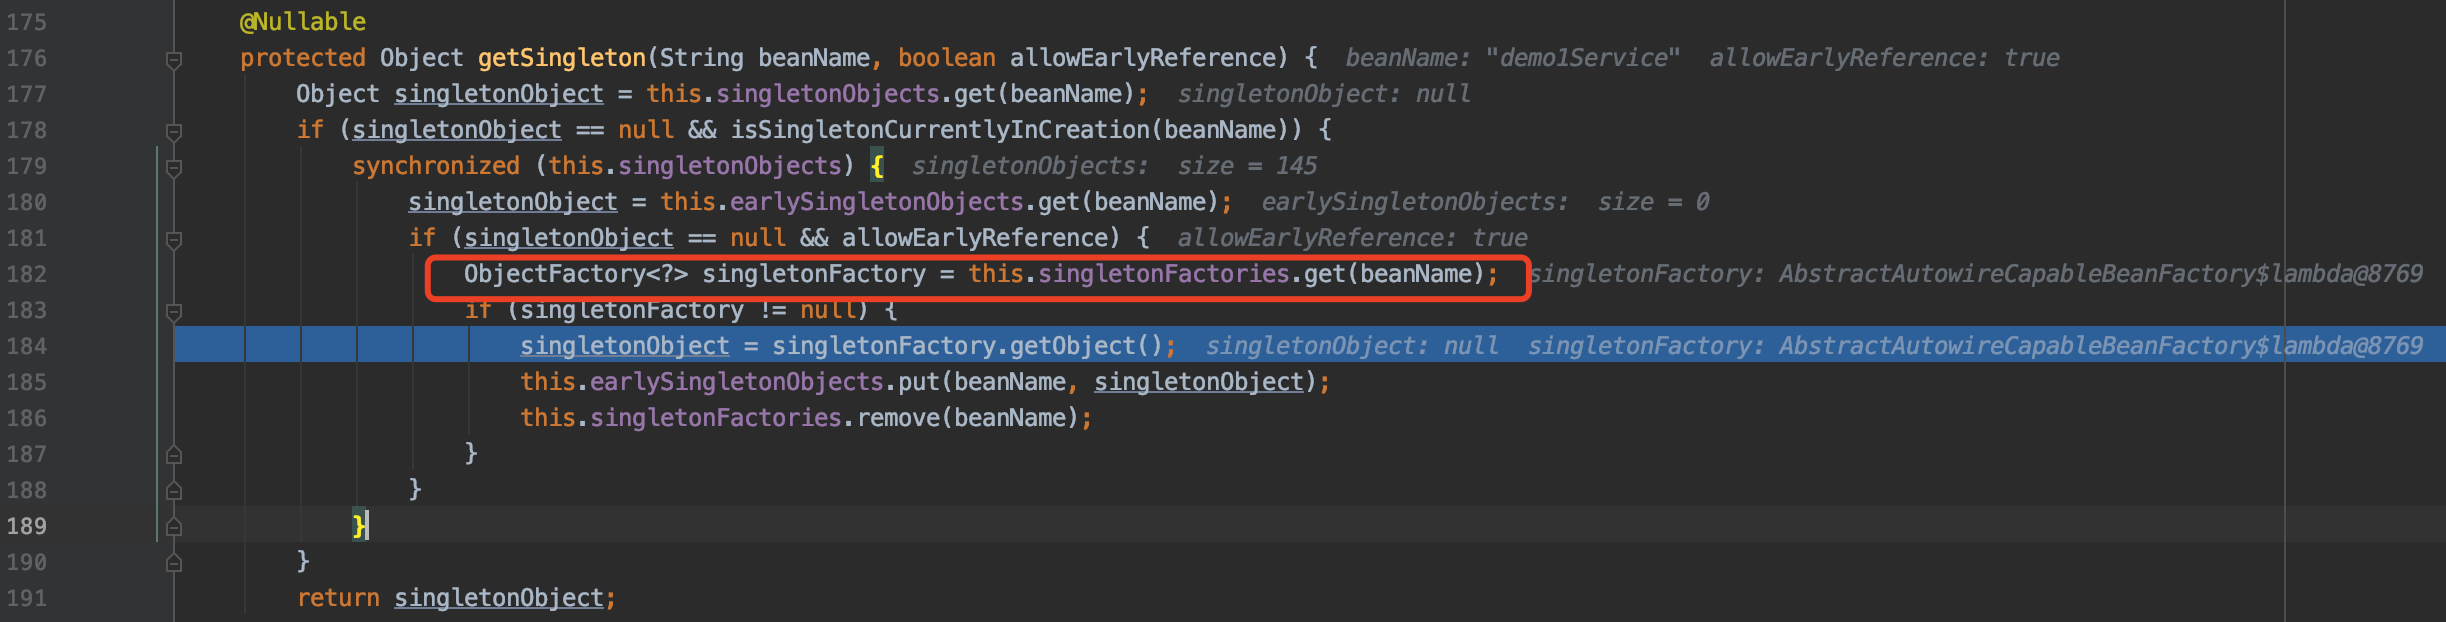 175 @Nullable
176 protected Object getSingleton(String beanName, boolean allowEarlyReference) { beanName: "demo1Service" allowEarlyReference: true
177 Object singletonObject = this.singletonObjects.get(beanName); singletonObject: null
178 if (singletonObject == null && isSingletonCurrentlyInCreation(beanName)) {
179 synchronized (this.singletonObjects) { singletonObjects: size = 145
180 singletonObject = this.earlySingletonObjects.get(beanName); earlySingletonObjects: size = 0
181 if (singletonObject == null && allowEarlyReference) { allowEarlyReference: true
182 ObjectFactory<?> singletonFactory = this.singletonFactories.get(beanName); singletonFactory: AbstractAutowireCapableBeanFactory$lambda@8769
183 if (singletonFactory != null) {
184 singletonObject = singletonFactory.getObject(); singletonObject: null singletonFactory: AbstractAutowireCapableBeanFactory$lambda@8769
185 this.earlySingletonObjects.put(beanName, singletonObject);
186 this.singletonFactories.remove(beanName);
187 }
188 }
189 }
190 }
191 return singletonObject;